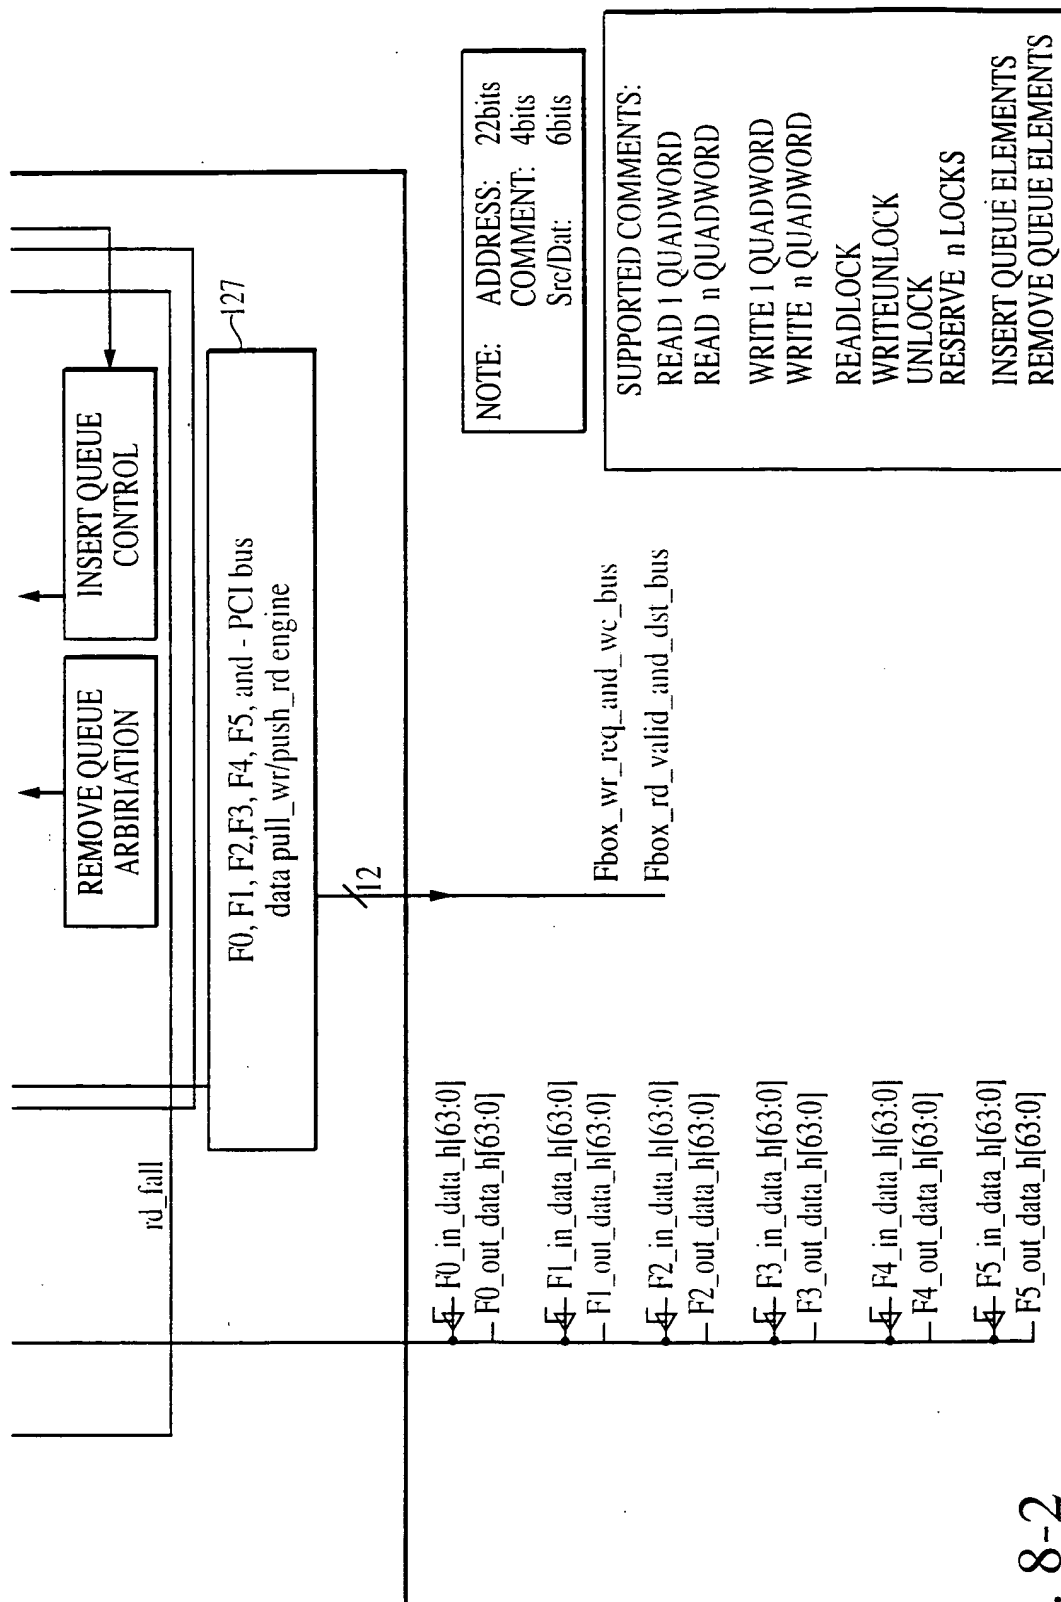 REMOVE QUEUE
ARBIRIATION
INSERT QUEUE
CONTROL
rd_fall
127
F0, F1, F2,F3, F4, F5, and - PCI bus
data pull_wr/push_rd engine
12
F0_in_data_h[63:0]
F0_out_data_h[63:0]
F1_in_data_h[63:0]
F1_out_data_h[63:0]
F2_in_data_h[63:0]
F2_out_data_h[63:0]
F3_in_data_h[63:0]
F3_out_data_h[63:0]
F4_in_data_h[63:0]
F4_out_data_h[63:0]
F5_in_data_h[63:0]
F5_out_data_h[63:0]
Fbox_wr_req_and_wc_bus
Fbox_rd_valid_and_dst_bus
NOTE: ADDRESS: 22bits
COMMENT: 4bits
Src/Dat: 6bits
SUPPORTED COMMENTS:
READ 1 QUADWORD
READ n QUADWORD
WRITE 1 QUADWORD
WRITE n QUADWORD
READLOCK
WRITEUNLOCK
UNLOCK
RESERVE n LOCKS
INSERT QUEUE ELEMENTS
REMOVE QUEUE ELEMENTS
. 8-2